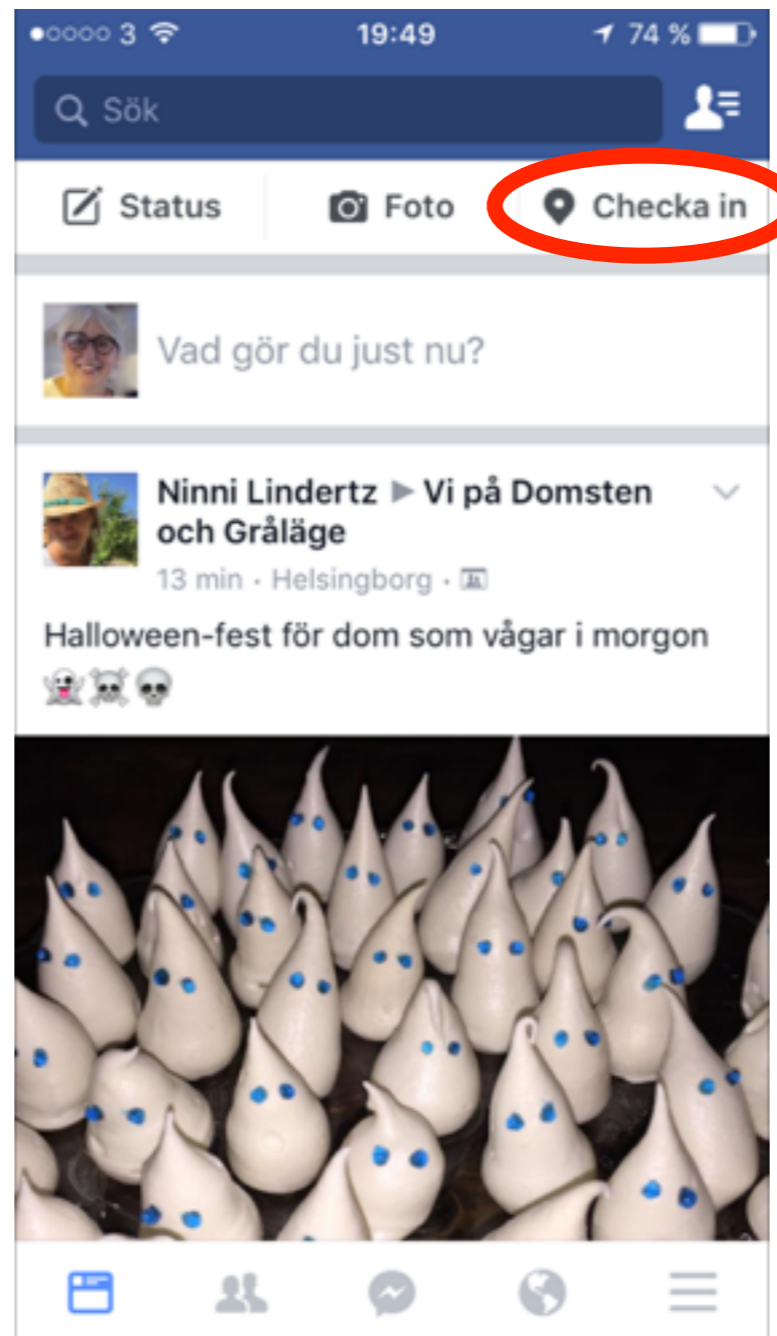 3 19:49 74 %
Sök
Status Foto Checka in
Vad gör du just nu?
Ninni Lindertz ▶ Vi på Domsten
och Gråläge
13 min · Helsingborg ·
Halloween-fest för dom som vågar i morgon
👻☠️💀